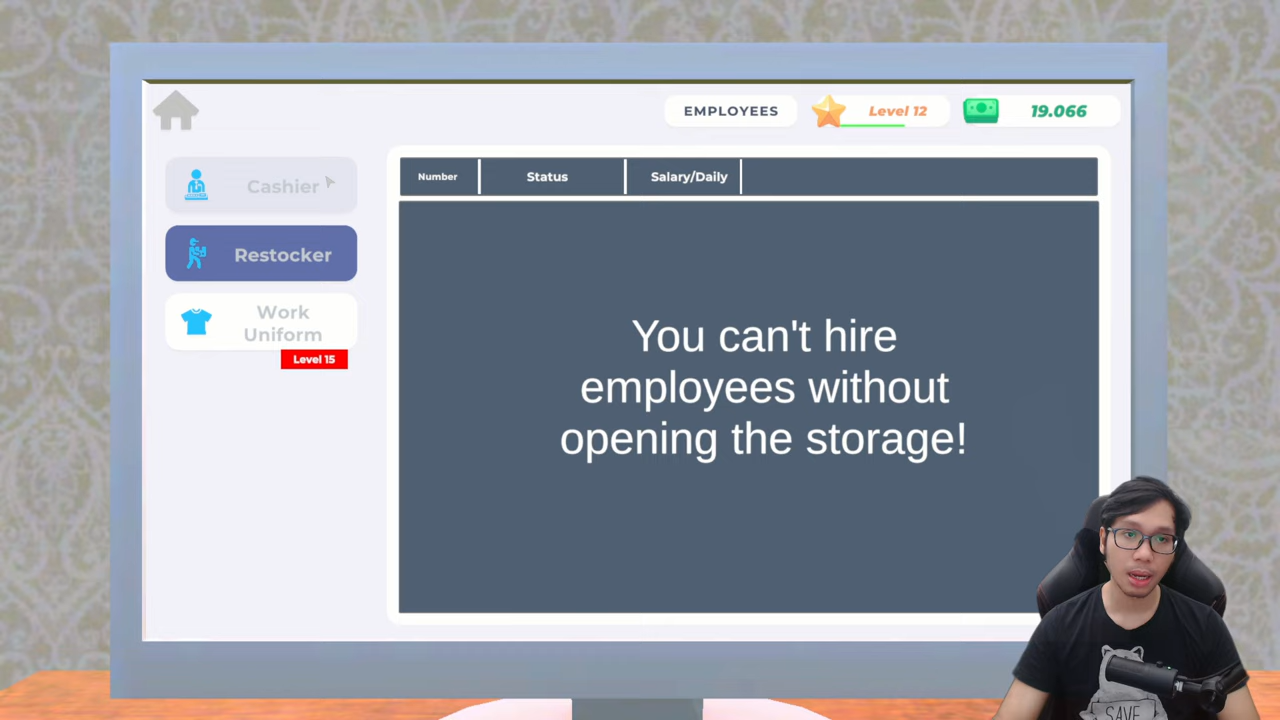 EMPLOYEES
Level 12
19.066
Cashier
Restocker
Work
Uniform
Level 15
Number
Status
Salary/Daily
You can't hire
employees without
opening the storage!
SAVE